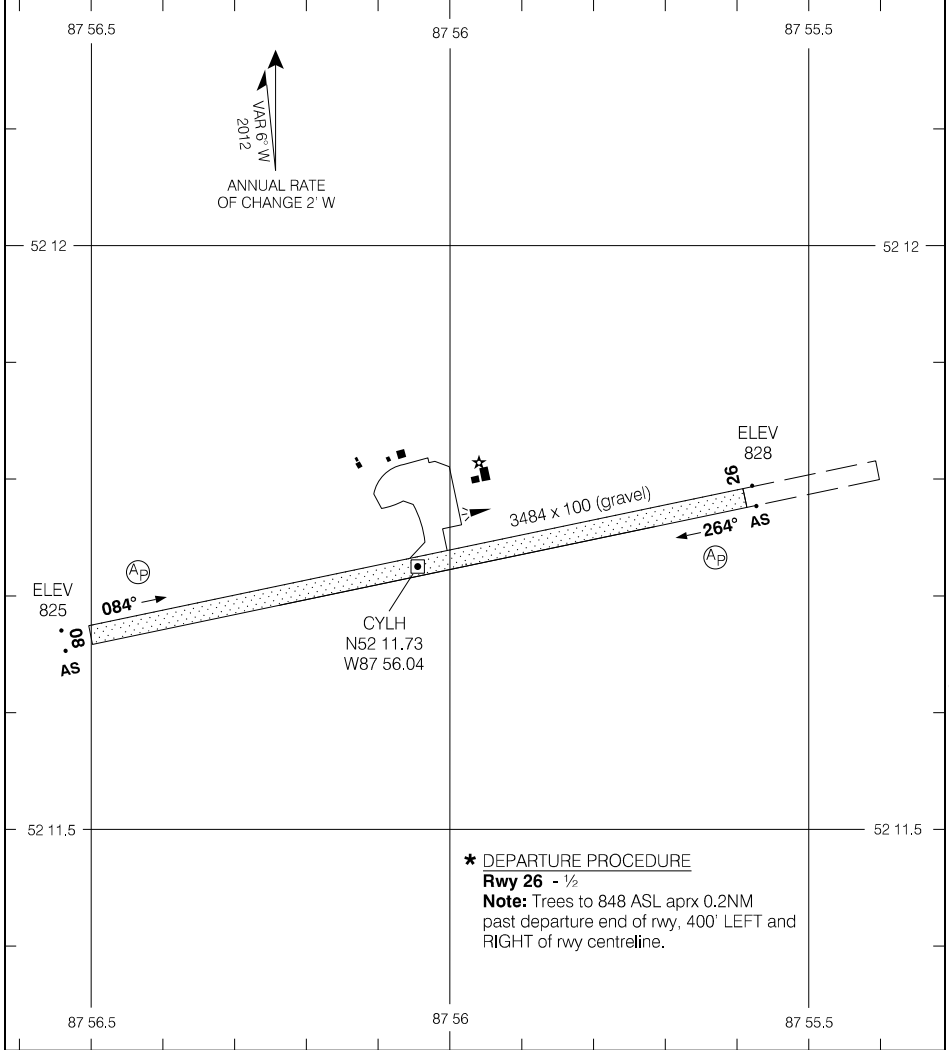 87 56.5
87 56
87 55.5
VAR 6° W
2012
ANNUAL RATE
OF CHANGE 2' W
52 12
52 12
ELEV
828
26
3484 x 100 (gravel)
264°
AS
AP
AP
ELEV
825
084°
08
AS
CYLH
N52 11.73
W87 56.04
52 11.5
52 11.5
* DEPARTURE PROCEDURE
Rwy 26 - ½
Note: Trees to 848 ASL aprx 0.2NM
past departure end of rwy, 400' LEFT and
RIGHT of rwy centreline.
87 56.5
87 56
87 55.5